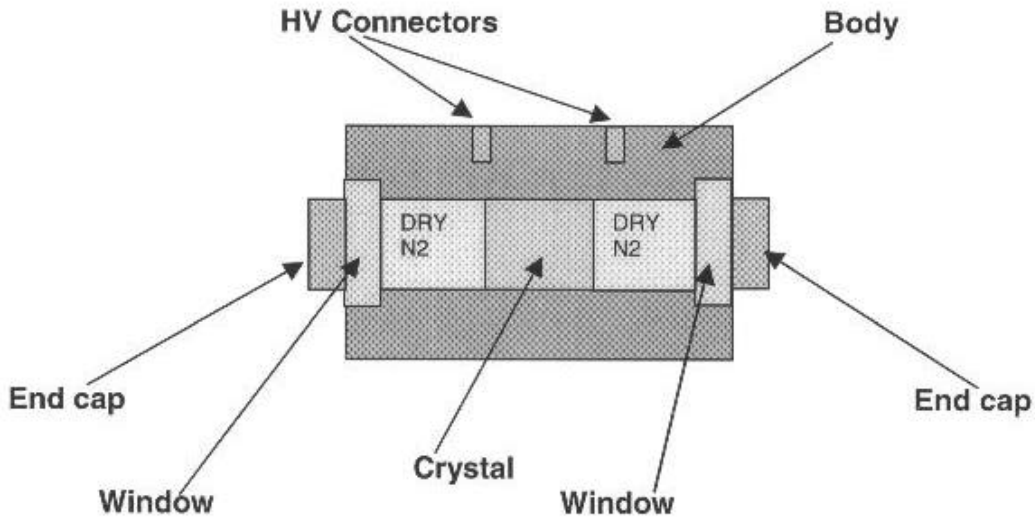 HV Connectors
Body
DRY
N2
DRY
N2
End cap
End cap
Crystal
Window
Window